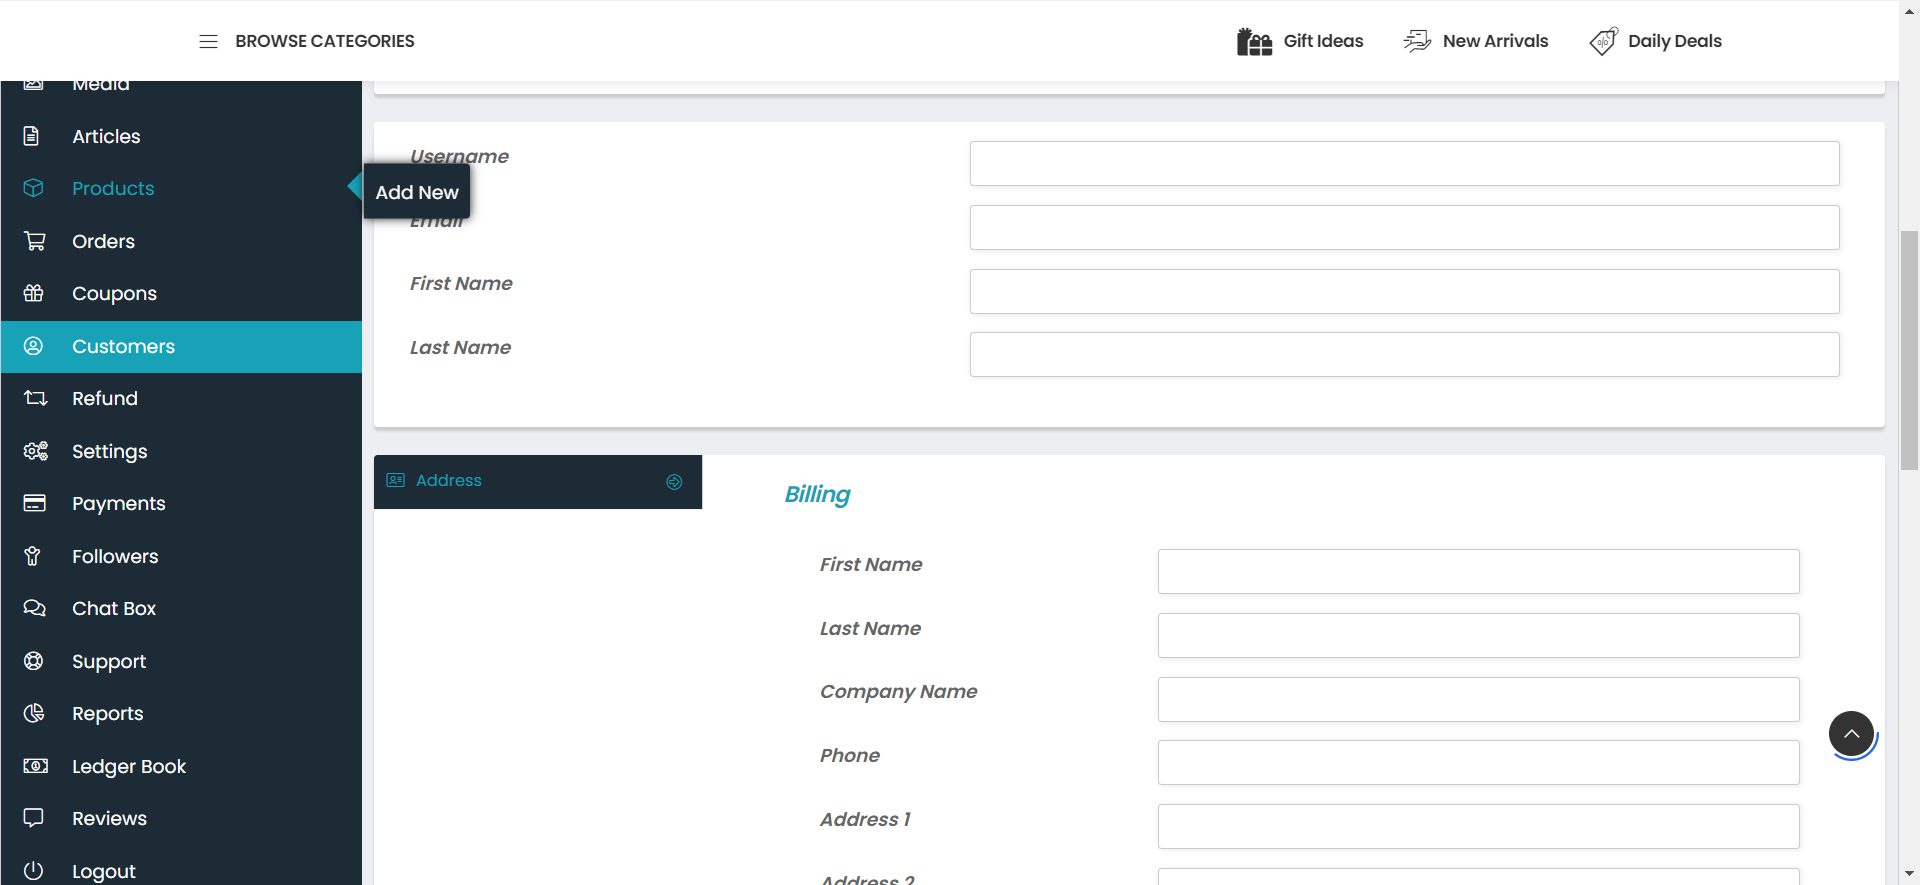 BROWSE CATEGORIES
Gift Ideas
New Arrivals
Daily Deals
Media
Articles
Products
Add New
Orders
Coupons
Customers
Refund
Settings
Payments
Followers
Chat Box
Support
Reports
Ledger Book
Reviews
Logout
Username
Email
First Name
Last Name
Address
Billing
First Name
Last Name
Company Name
Phone
Address 1
Address 2